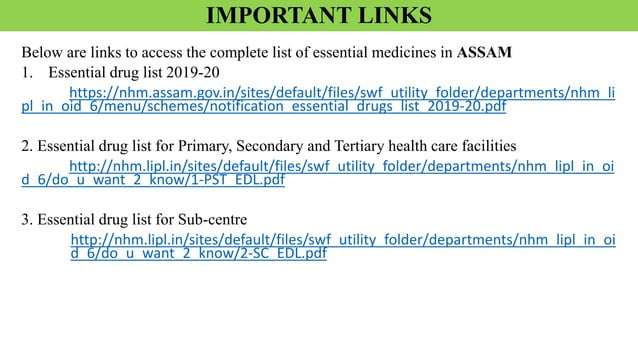 IMPORTANT LINKS
Below are links to access the complete list of essential medicines in ASSAM
1. Essential drug list 2019-20
https://nhm.assam.gov.in/sites/default/files/swf_utility_folder/departments/nhm_li
pl_in_oid_6/menu/schemes/notification_essential_drugs_list_2019-20.pdf
2. Essential drug list for Primary, Secondary and Tertiary health care facilities
http://nhm.lipl.in/sites/default/files/swf_utility_folder/departments/nhm_lipl_in_oi
d_6/do_u_want_2_know/1-PST_EDL.pdf
3. Essential drug list for Sub-centre
http://nhm.lipl.in/sites/default/files/swf_utility_folder/departments/nhm_lipl_in_oi
d_6/do_u_want_2_know/2-SC_EDL.pdf